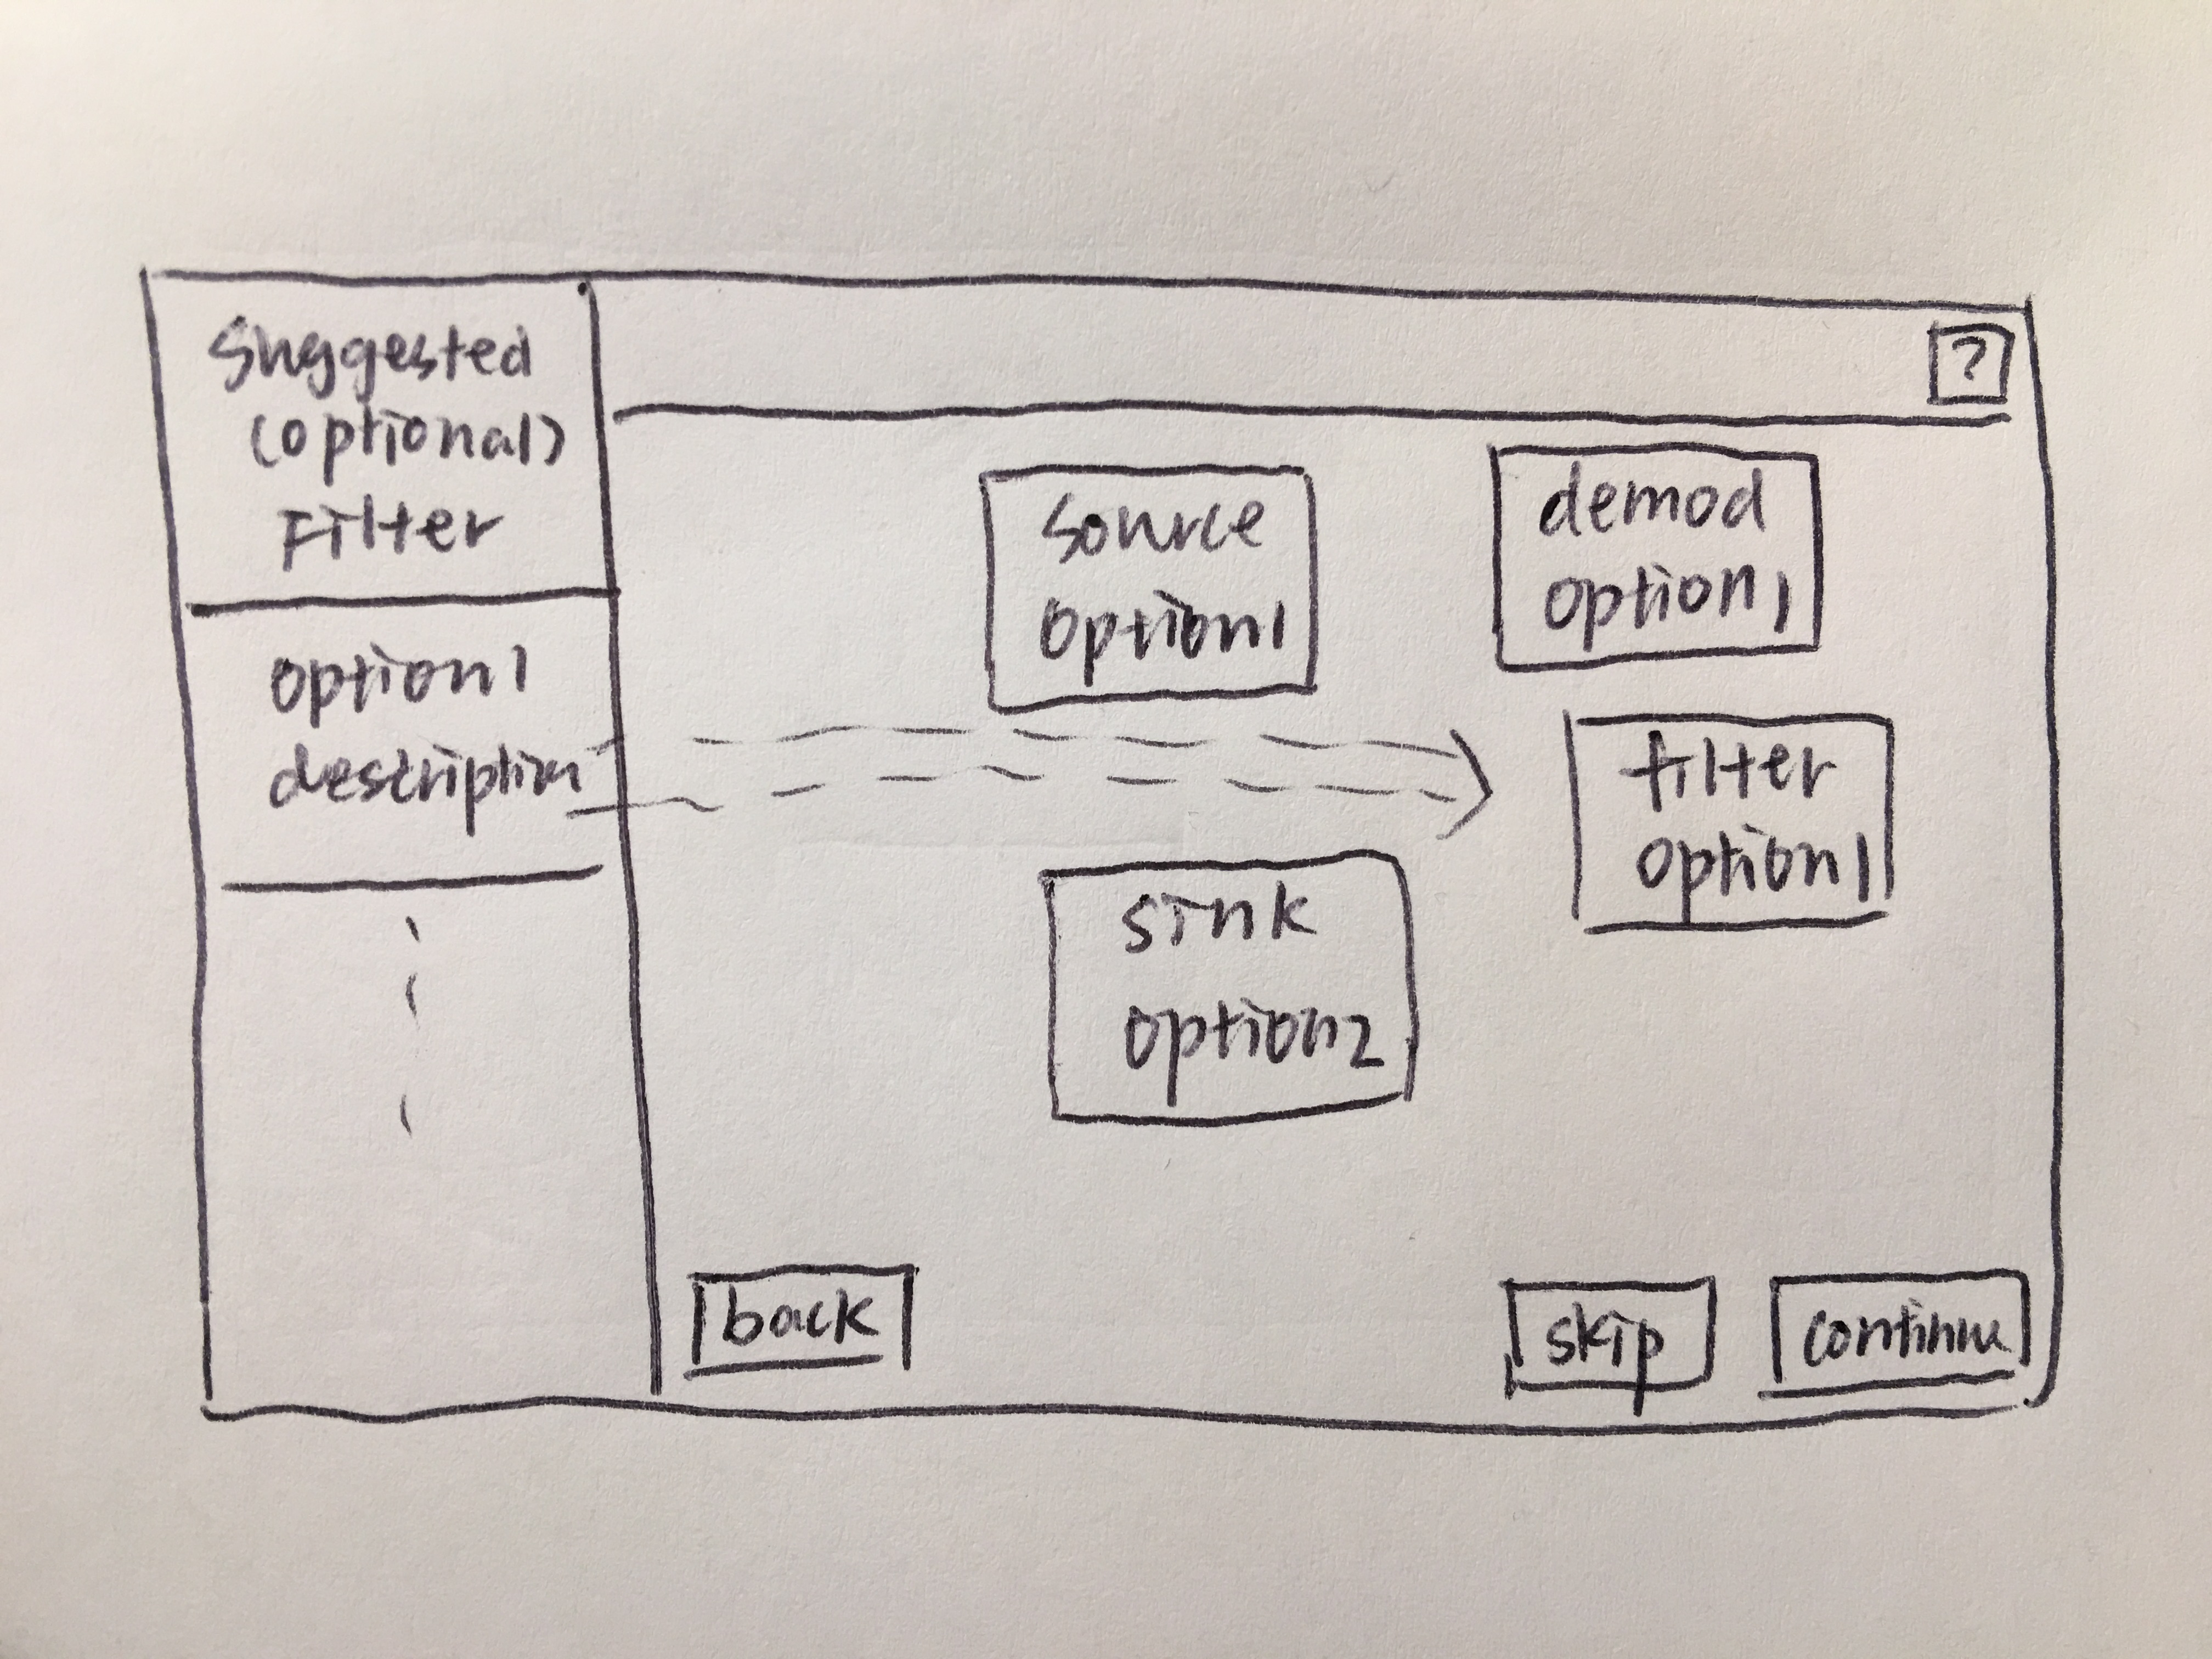 Suggested
(optional)
Filter
option1
description
?
source
option1
demod
option1
filter
option1
sink
option2
back
skip
continue